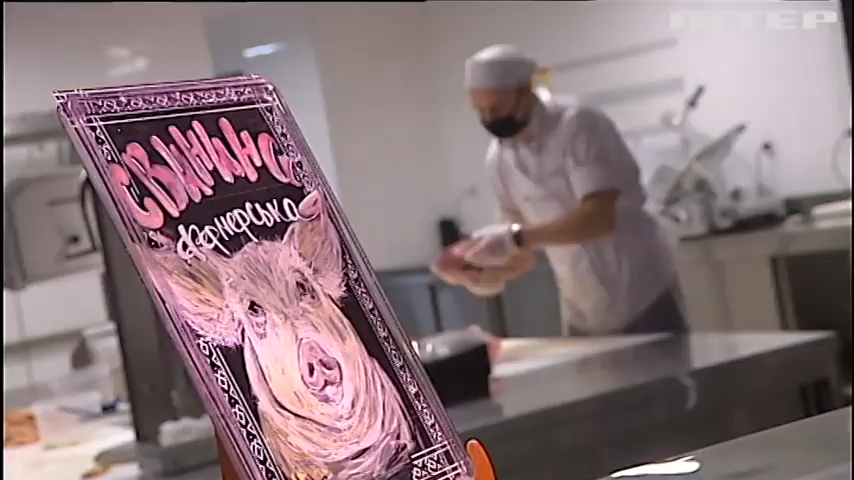 ІНТЕР
свинина
фермерська